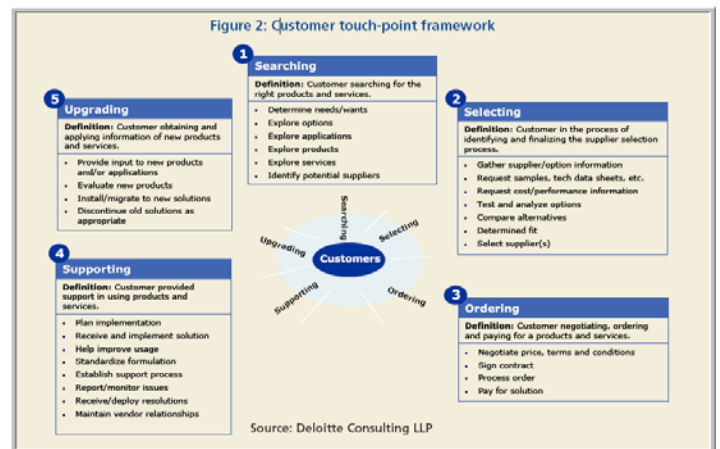 Figure 2: Customer touch-point framework
1
Searching
Definition: Customer searching for the
right products and services.
• Determine needs/wants
• Explore options
• Explore applications
• Explore products
• Explore services
• Identify potential suppliers
2
Selecting
Definition: Customer in the process of
identifying and finalizing the supplier selection
process.
• Gather supplier/option information
• Request samples, tech data sheets, etc.
• Request cost/performance information
• Test and analyze options
• Compare alternatives
• Determined fit
• Select supplier(s)
3
Ordering
Definition: Customer negotiating, ordering
and paying for a products and services.
• Negotiate price, terms and conditions
• Sign contract
• Process order
• Pay for solution
4
Supporting
Definition: Customer provided
support in using products and
services.
• Plan implementation
• Receive and implement solution
• Help improve usage
• Standardize formulation
• Establish support process
• Report/monitor issues
• Receive/deploy resolutions
• Maintain vendor relationships
5
Upgrading
Definition: Customer obtaining and
applying information of new products
and services.
• Provide input to new products
and/or applications
• Evaluate new products
• Install/migrate to new solutions
• Discontinue old solutions as
appropriate
Searching
Selecting
Ordering
Supporting
Upgrading
Customers
Source: Deloitte Consulting LLP